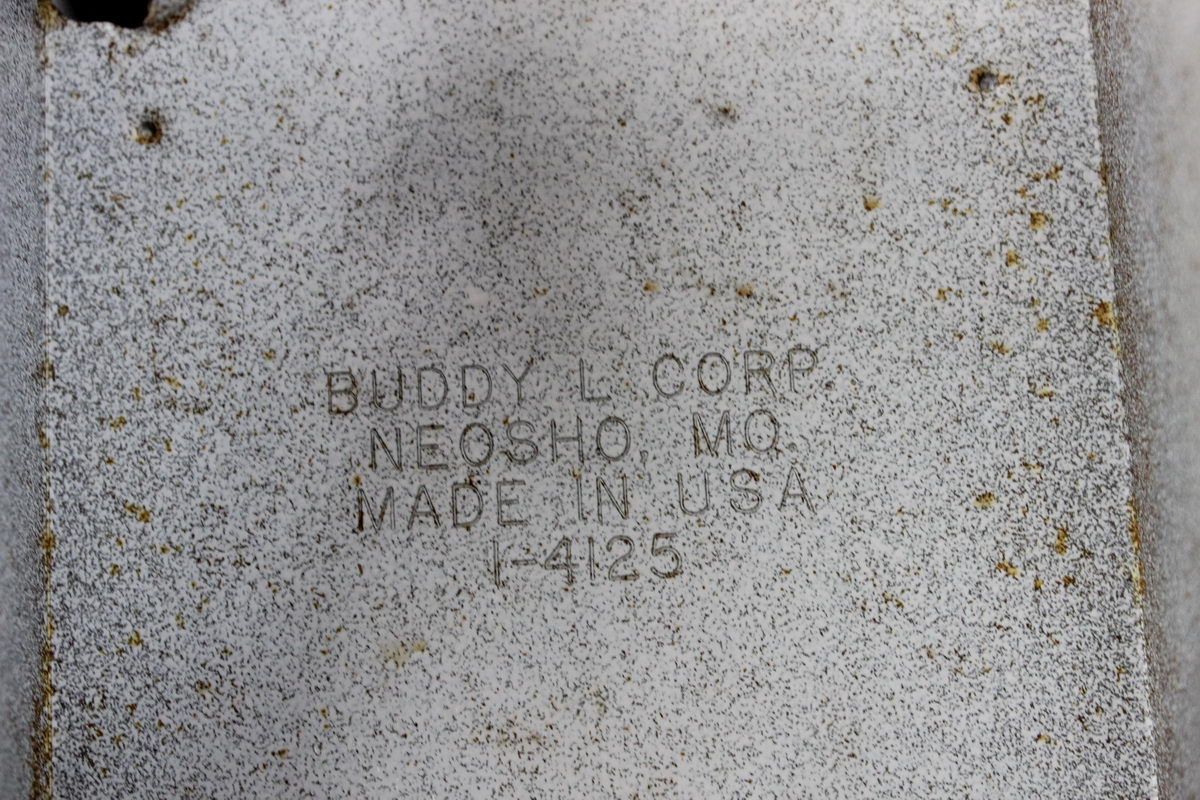 BUDDY L CORP
NEOSHO, MO.
MADE IN USA
1-4125